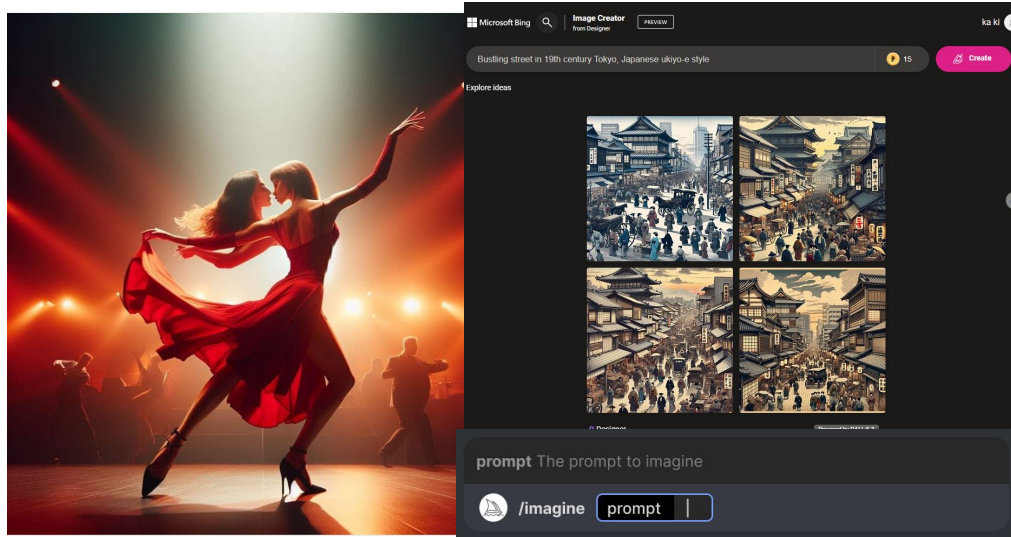 Microsoft Bing
Image Creator
from Designer
PREVIEW
ka ki
Bustling street in 19th century Tokyo, Japanese ukiyo-e style
15
Create
Explore ideas
Designer
prompt The prompt to imagine
/imagine prompt